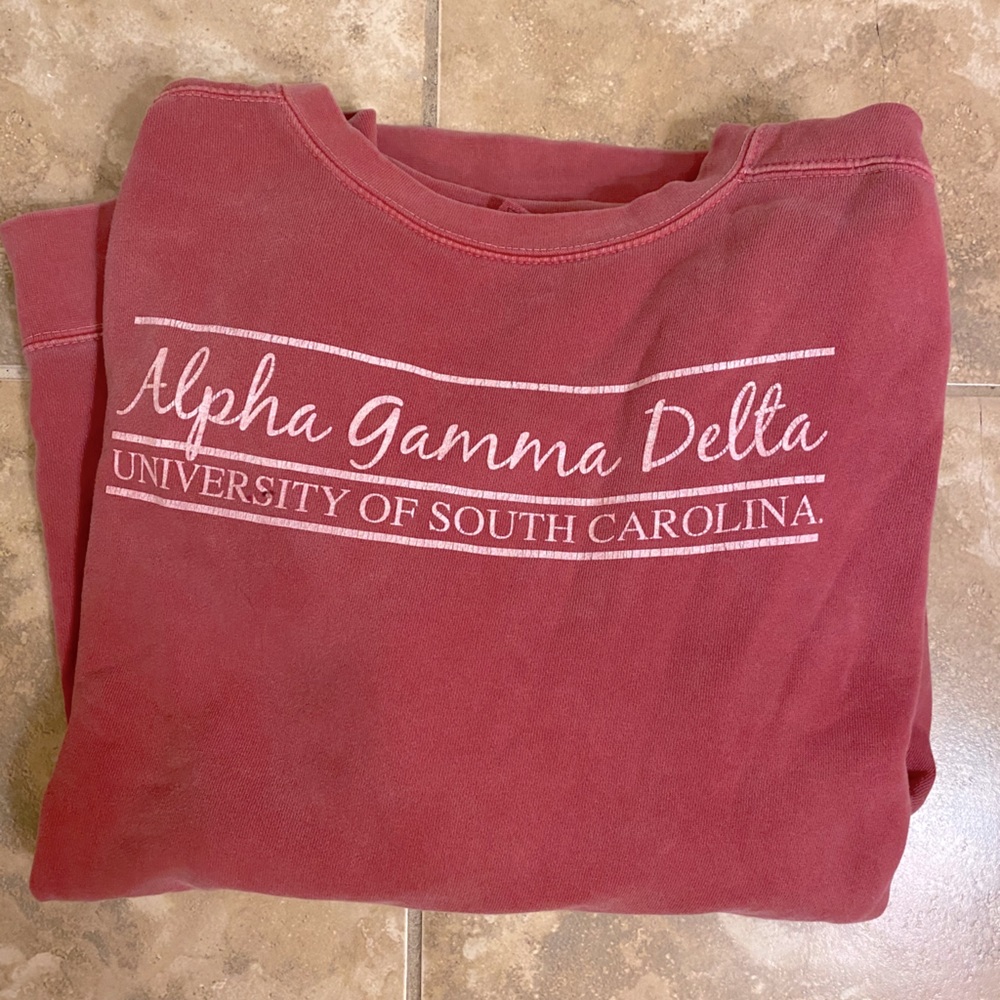 Alpha Gamma Delta
UNIVERSITY OF SOUTH CAROLINA.